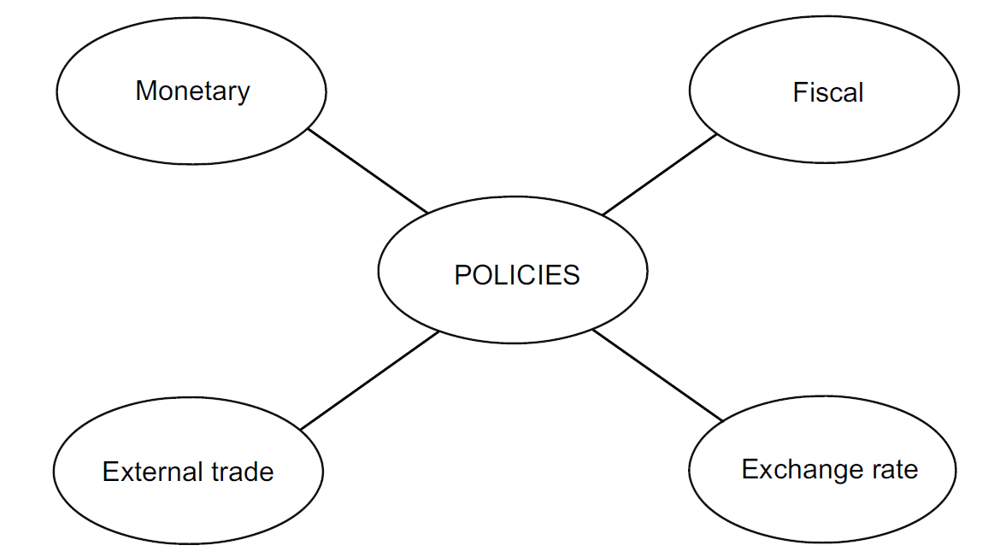 Monetary
Fiscal
POLICIES
External trade
Exchange rate